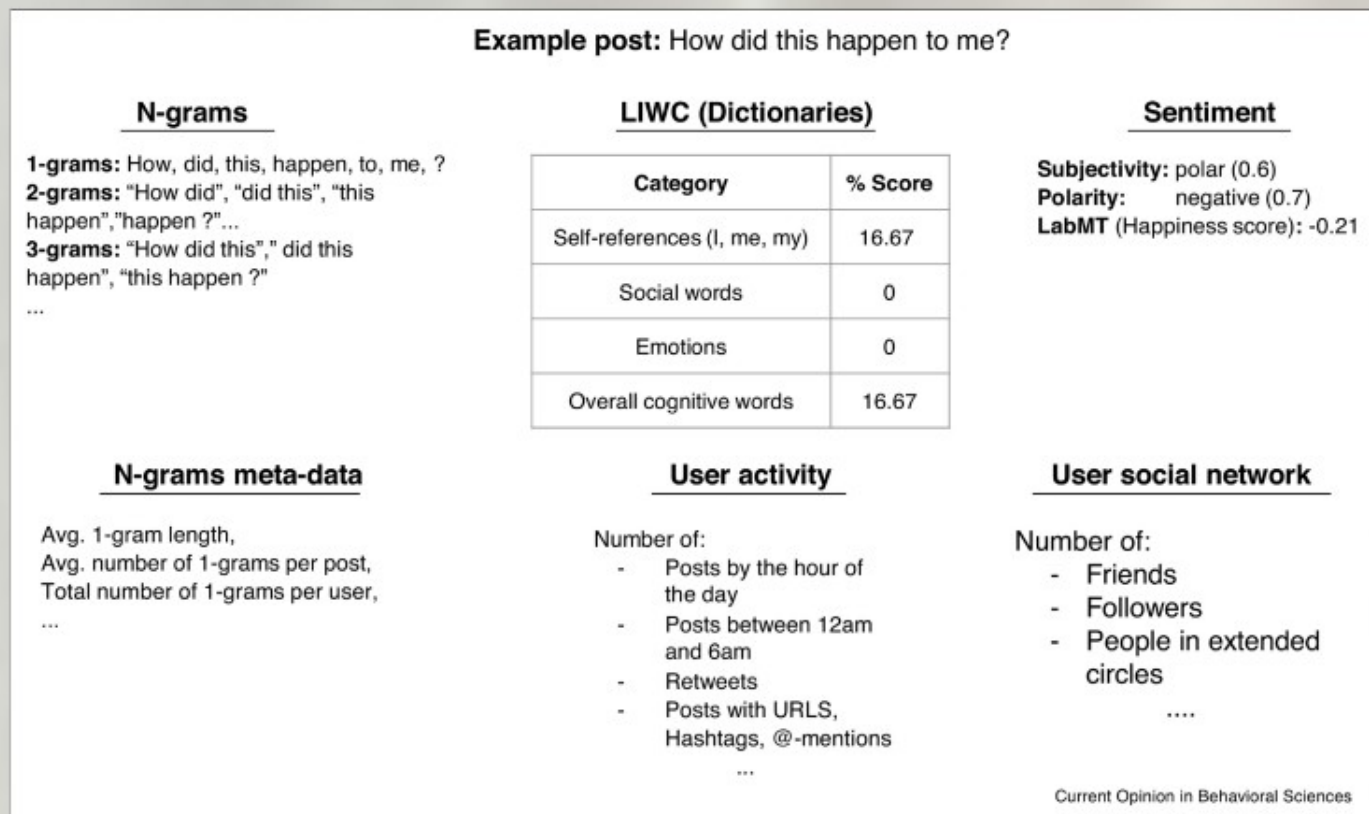 Example post: How did this happen to me?
N-grams
1-grams: How, did, this, happen, to, me, ?
2-grams: “How did”, “did this”, “this
happen”,”happen ?”...
3-grams: “How did this”,” did this
happen”, “this happen ?”
...
LIWC (Dictionaries)
Category % Score
Self-references (I, me, my) 16.67
Social words 0
Emotions 0
Overall cognitive words 16.67
Sentiment
Subjectivity: polar (0.6)
Polarity: negative (0.7)
LabMT (Happiness score): -0.21
N-grams meta-data
Avg. 1-gram length,
Avg. number of 1-grams per post,
Total number of 1-grams per user,
...
User activity
Number of:
- Posts by the hour of
the day
- Posts between 12am
and 6am
- Retweets
- Posts with URLS,
Hashtags, @-mentions
...
User social network
Number of:
- Friends
- Followers
- People in extended
circles
....
Current Opinion in Behavioral Sciences